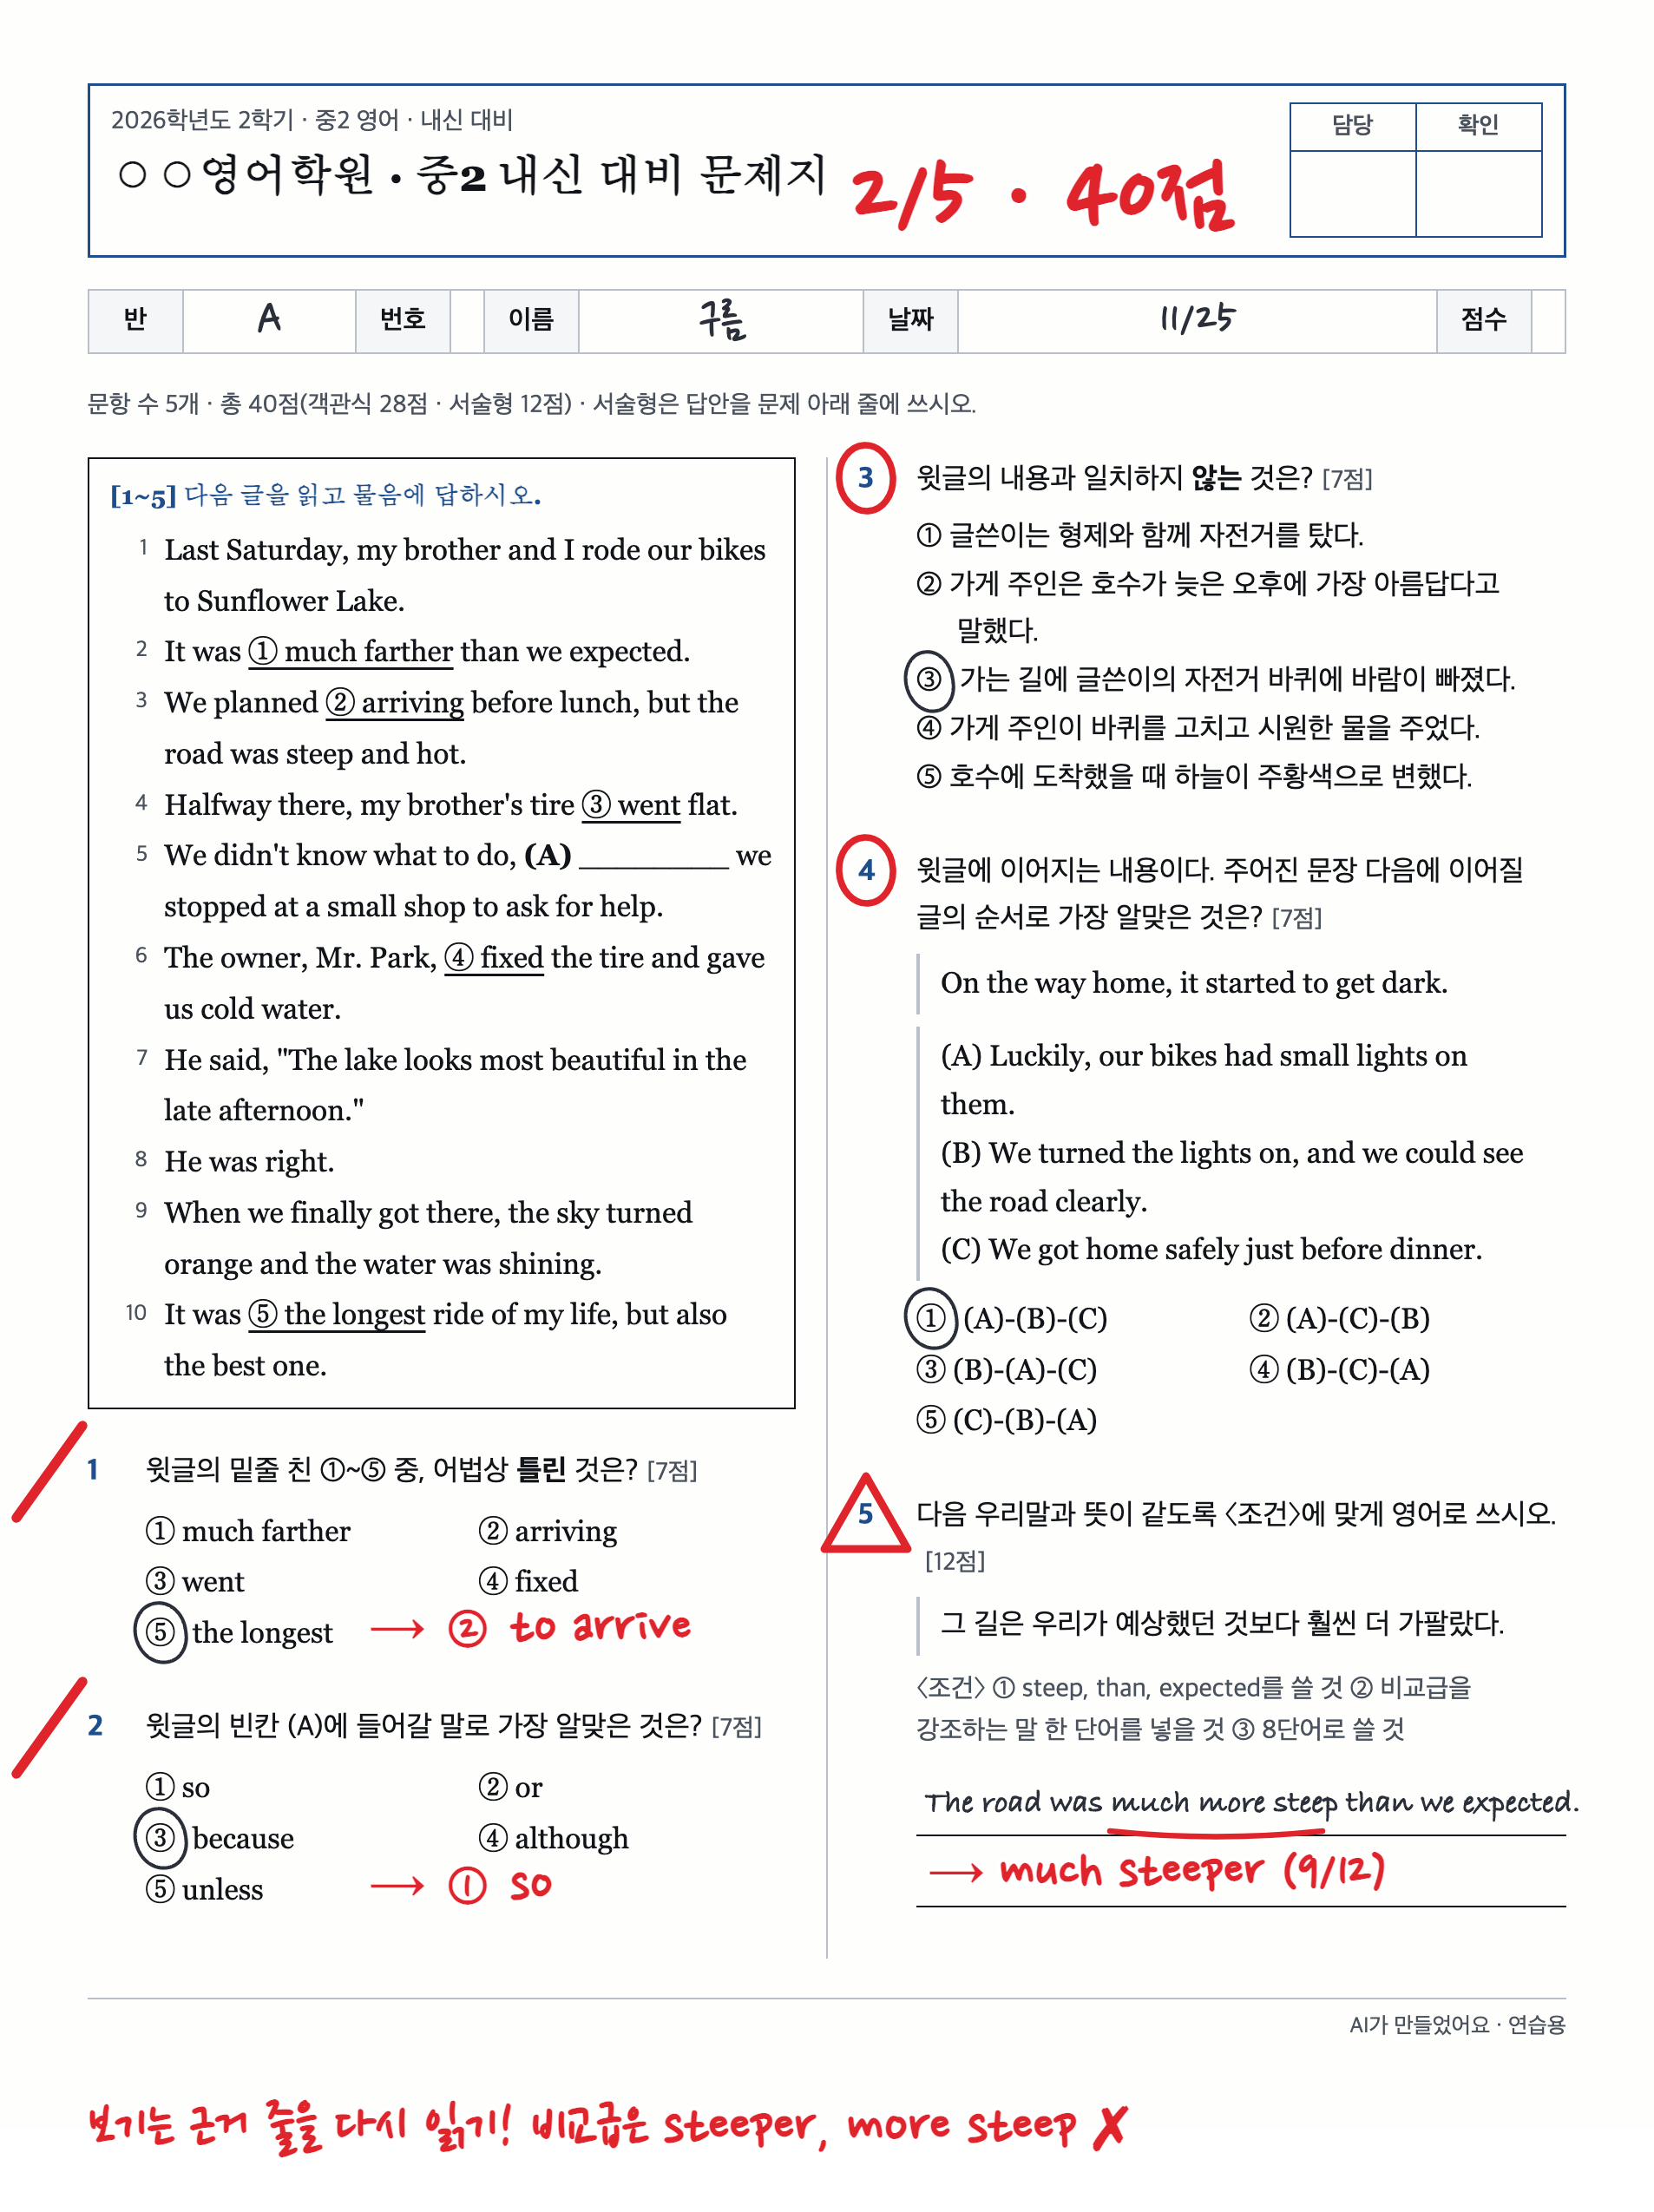 2026학년도 2학기 · 중2 영어 · 내신 대비
○○영어학원 · 중2 내신 대비 문제지
2/5 · 40점
담당 확인
반 A 번호 이름 구름 날짜 11/25 점수
문항 수 5개 · 총 40점(객관식 28점 · 서술형 12점) · 서술형은 답안을 문제 아래 줄에 쓰시오.
[1~5] 다음 글을 읽고 물음에 답하시오.
1 Last Saturday, my brother and I rode our bikes
to Sunflower Lake.
2 It was ① much farther than we expected.
3 We planned ② arriving before lunch, but the
road was steep and hot.
4 Halfway there, my brother's tire ③ went flat.
5 We didn't know what to do, (A) __________ we
stopped at a small shop to ask for help.
6 The owner, Mr. Park, ④ fixed the tire and gave
us cold water.
7 He said, "The lake looks most beautiful in the
late afternoon."
8 He was right.
9 When we finally got there, the sky turned
orange and the water was shining.
10 It was ⑤ the longest ride of my life, but also
the best one.
1 윗글의 밑줄 친 ①~⑤ 중, 어법상 틀린 것은? [7점]
① much farther ② arriving
③ went ④ fixed
⑤ the longest → ② to arrive
2 윗글의 빈칸 (A)에 들어갈 말로 가장 알맞은 것은? [7점]
① so ② or
③ because ④ although
⑤ unless → ① so
3 윗글의 내용과 일치하지 않는 것은? [7점]
① 글쓴이는 형제와 함께 자전거를 탔다.
② 가게 주인은 호수가 늦은 오후에 가장 아름답다고
말했다.
③ 가는 길에 글쓴이의 자전거 바퀴에 바람이 빠졌다.
④ 가게 주인이 바퀴를 고치고 시원한 물을 주었다.
⑤ 호수에 도착했을 때 하늘이 주황색으로 변했다.
4 윗글에 이어지는 내용이다. 주어진 문장 다음에 이어질
글의 순서로 가장 알맞은 것은? [7점]
On the way home, it started to get dark.
(A) Luckily, our bikes had small lights on
them.
(B) We turned the lights on, and we could see
the road clearly.
(C) We got home safely just before dinner.
① (A)-(B)-(C) ② (A)-(C)-(B)
③ (B)-(A)-(C) ④ (B)-(C)-(A)
⑤ (C)-(B)-(A)
5 다음 우리말과 뜻이 같도록 〈조건〉에 맞게 영어로 쓰시오.
[12점]
그 길은 우리가 예상했던 것보다 훨씬 더 가팔랐다.
〈조건〉 ① steep, than, expected를 쓸 것 ② 비교급을
강조하는 말 한 단어를 넣을 것 ③ 8단어로 쓸 것
The road was much more steep than we expected.
→ much steeper (9/12)
AI가 만들었어요 · 연습용
보기는 근거 줄을 다시 읽기! 비교급은 steeper, more steep ✗